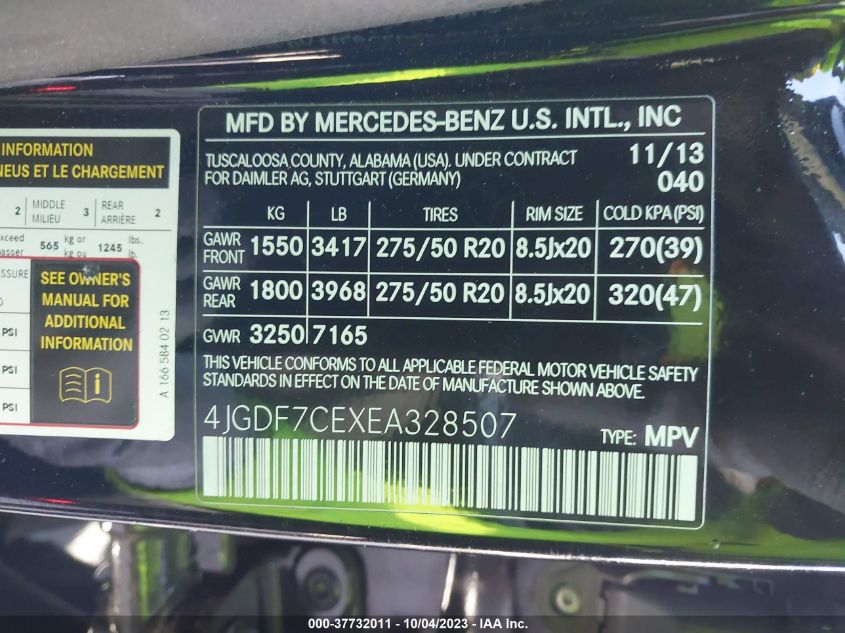 INFORMATION
NEUS ET LE CHARGEMENT
2 MIDDLE MILIEU 3 REAR ARRIÈRE 2
565 kg or kg ou 1245 lbs. lb.
SEE OWNER'S
MANUAL FOR
ADDITIONAL
INFORMATION
PSI
PSI
PSI
A 166 584 02 13
MFD BY MERCEDES-BENZ U.S. INTL., INC
TUSCALOOSA COUNTY, ALABAMA (USA). UNDER CONTRACT 11/13
FOR DAIMLER AG, STUTTGART (GERMANY) 040
KG LB TIRES RIM SIZE COLD KPA(PSI)
GAWR FRONT 1550 3417 275/50 R20 8.5Jx20 270(39)
GAWR REAR 1800 3968 275/50 R20 8.5Jx20 320(47)
GVWR 3250 7165
THIS VEHICLE CONFORMS TO ALL APPLICABLE FEDERAL MOTOR VEHICLE SAFETY
STANDARDS IN EFFECT ON THE DATE OF MANUFACTURE SHOWN ABOVE.
4JGDF7CEXEA328507 TYPE: MPV
000-37732011 - 10/04/2023 - IAA Inc.